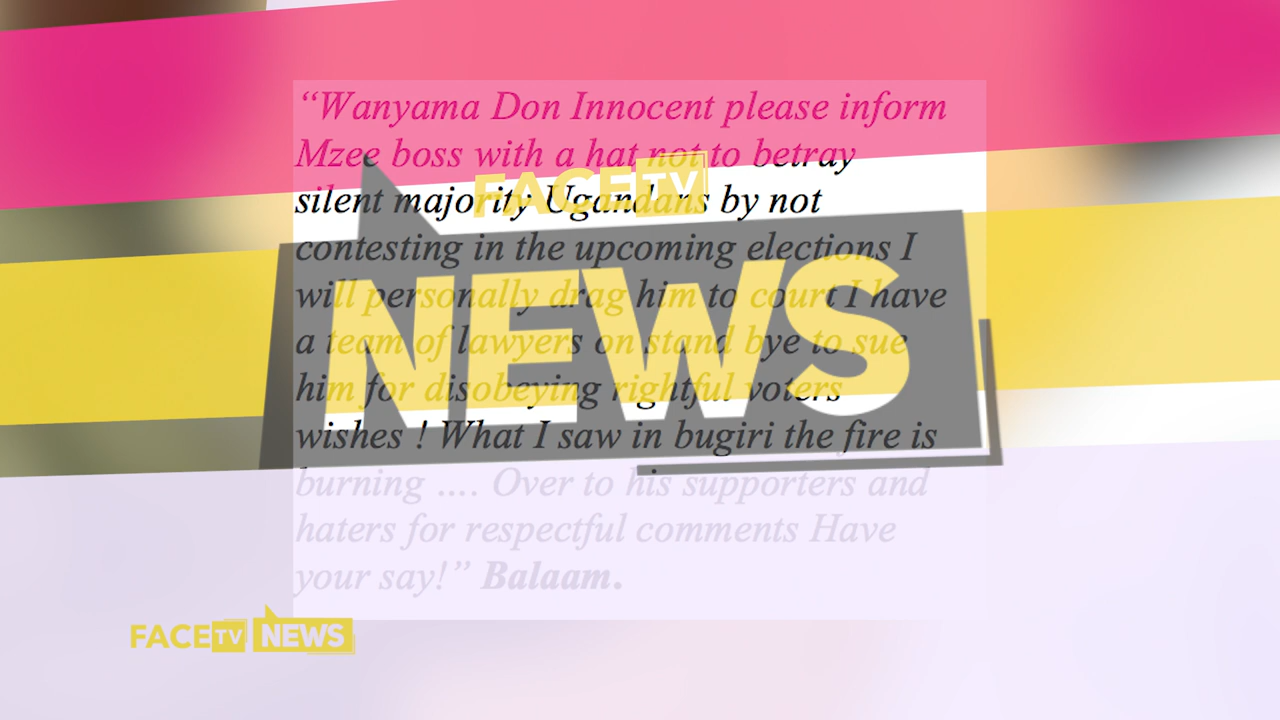 “Wanyama Don Innocent please inform
Mzee boss with a hat not to betray
FACE TV
silent majority Ugandans by not
contesting in the upcoming elections I
will personally drag him to court I have
NEWS
a team of lawyers on stand bye to sue
him for disobeying rightful voters
wishes ! What I saw in bugiri the fire is
burning .... Over to his supporters and
haters for respectful comments Have
your say!” Balaam.
FACE TV NEWS